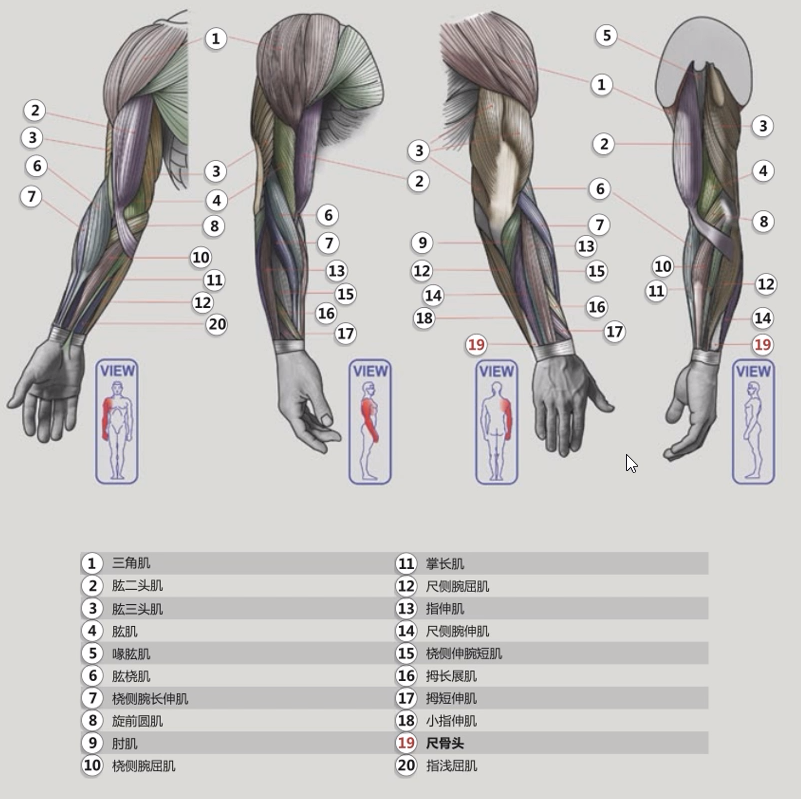 1
2
3
6
7
3
4
8
10
11
12
20
2
6
7
13
15
16
17
3
9
12
14
18
19
5
1
2
6
7
13
15
16
17
10
11
3
4
8
12
14
19
VIEW
VIEW
VIEW
VIEW
1 三角肌
2 肱二头肌
3 肱三头肌
4 肱肌
5 喙肱肌
6 肱桡肌
7 桡侧腕长伸肌
8 旋前圆肌
9 肘肌
10 桡侧腕屈肌
11 掌长肌
12 尺侧腕屈肌
13 指伸肌
14 尺侧腕伸肌
15 桡侧伸腕短肌
16 拇长展肌
17 拇短伸肌
18 小指伸肌
19 尺骨头
20 指浅屈肌